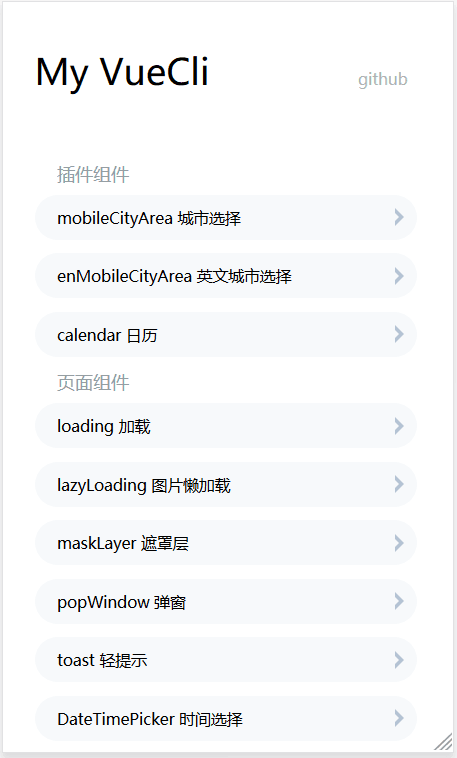 My VueCli
github
插件组件
mobileCityArea 城市选择
enMobileCityArea 英文城市选择
calendar 日历
页面组件
loading 加载
lazyLoading 图片懒加载
maskLayer 遮罩层
popWindow 弹窗
toast 轻提示
DateTimePicker 时间选择